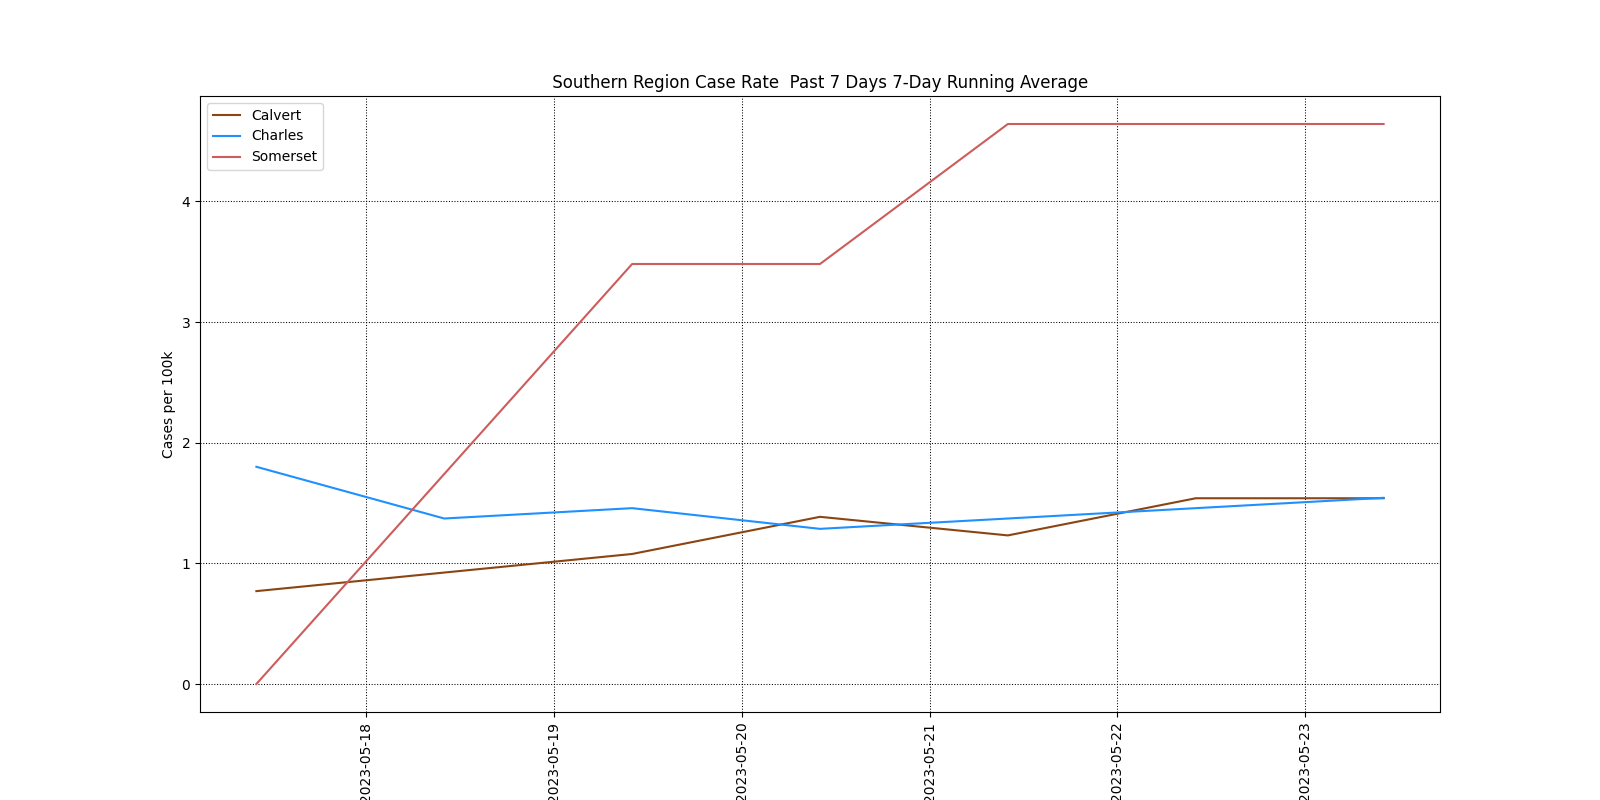 Southern Region Case Rate  Past 7 Days 7-Day Running Average
Calvert
Charles
Somerset
4
3
2
1
0
Cases per 100k
2023-05-18
2023-05-19
2023-05-20
2023-05-21
2023-05-22
2023-05-23